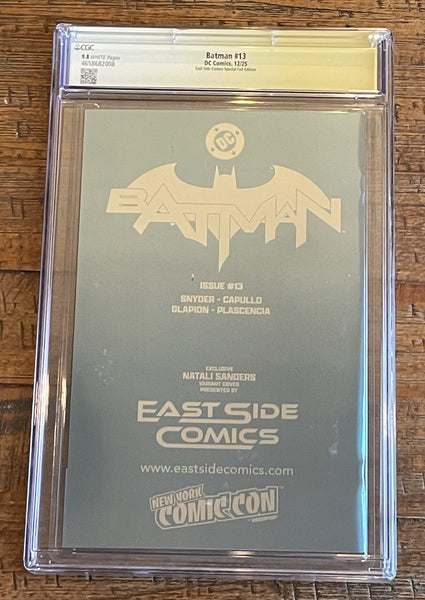 CGC
9.8 WHITE Pages
4658682008
Batman #13
DC Comics, 12/25
East Side Comics Special Foil Edition
DC
BATMAN
ISSUE #13
SNYDER - CAPULLO
GLAPION - PLASCENCIA
EXCLUSIVE
NATALI SANDERS
VARIANT COVER
PRESENTED BY
EAST SIDE
COMICS
www.eastsidecomics.com
NEW YORK
COMIC CON